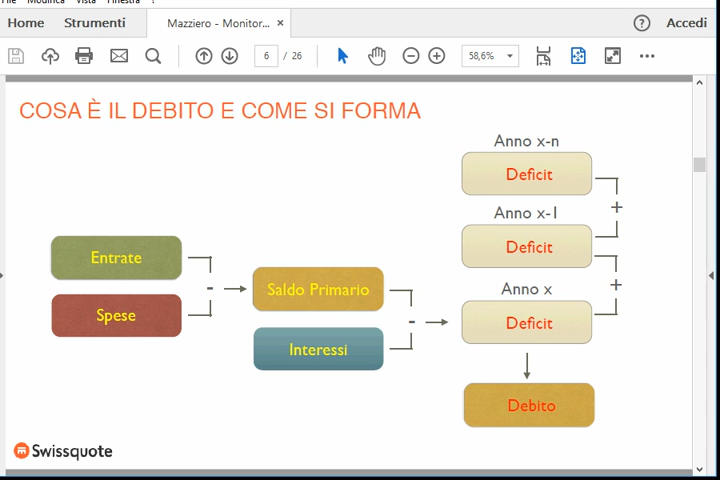 File Modifica Vista Finestra ?
Home Strumenti Mazziero - Monitor... × ? Accedi
6 / 26 58,6%
COSA È IL DEBITO E COME SI FORMA
Anno x-n
Deficit
+
Anno x-1
Deficit
+
Anno x
Deficit
Entrate
-
Spese
Saldo Primario
-
Interessi
Debito
Swissquote